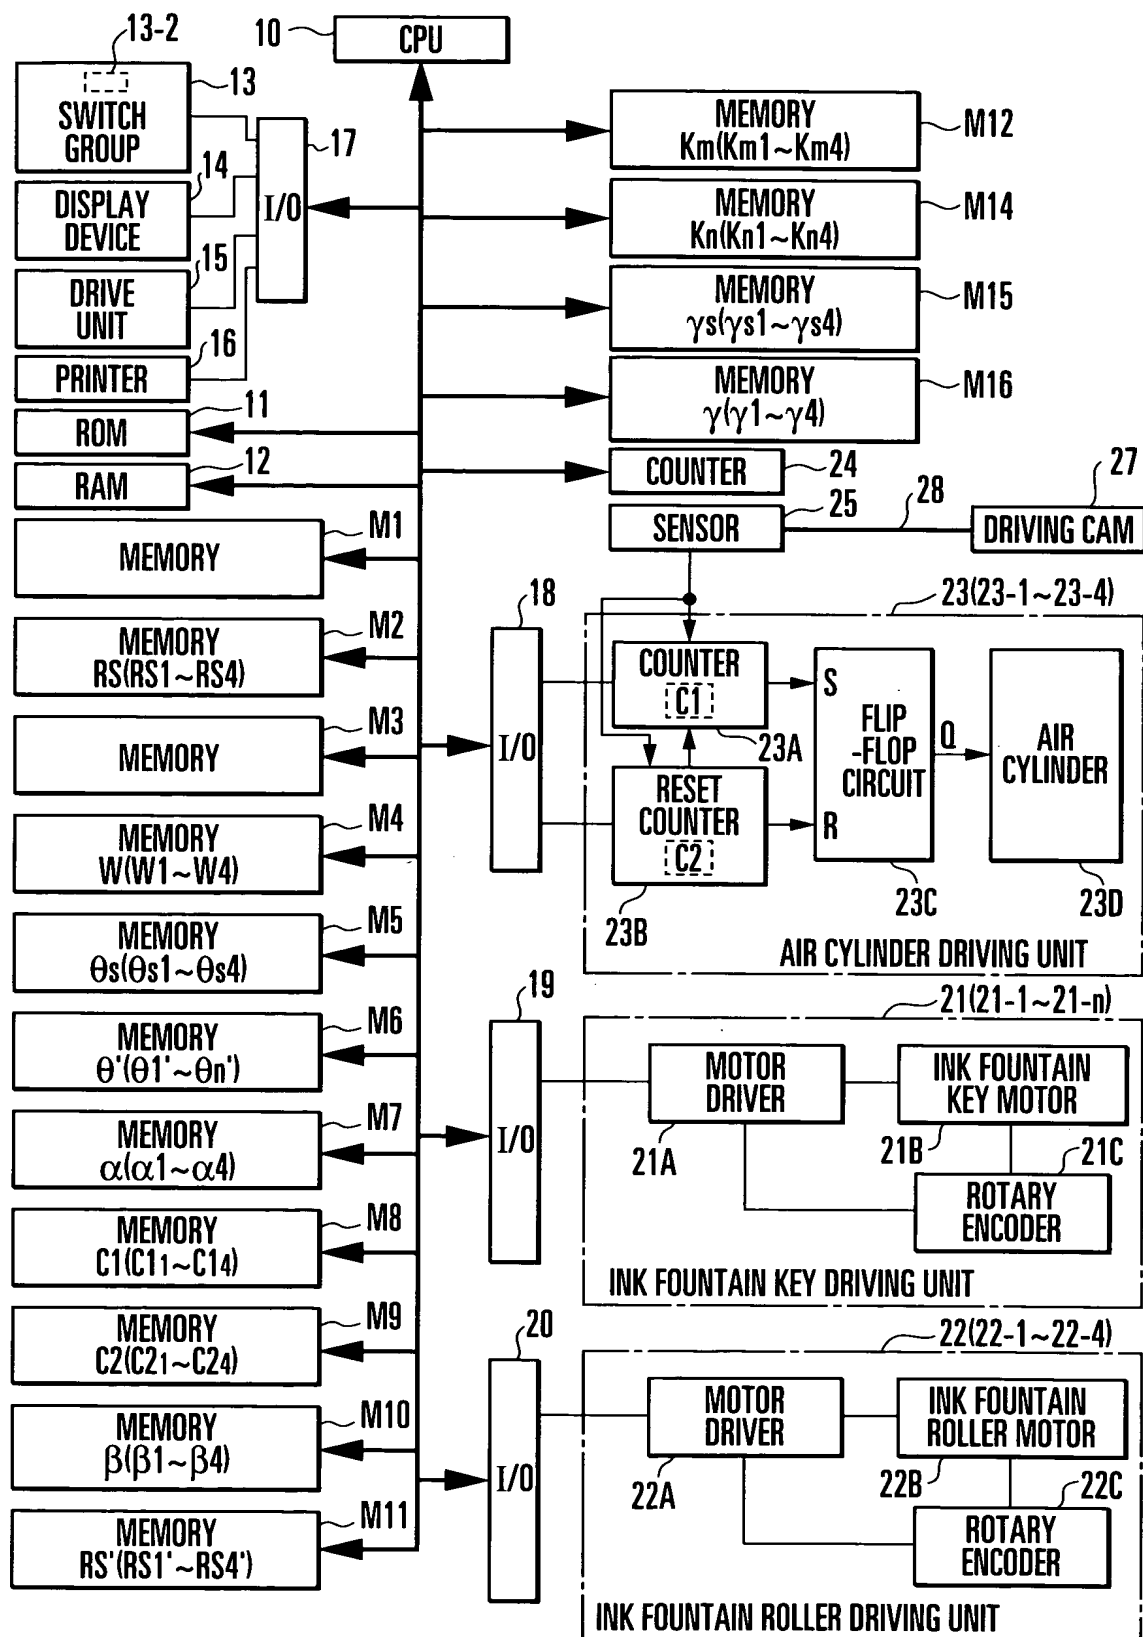 10
CPU
13-2
13
SWITCH
GROUP
17
14
DISPLAY
DEVICE
I/O
15
DRIVE
UNIT
16
PRINTER
11
ROM
12
RAM
M1
MEMORY
M2
MEMORY
RS(RS1~RS4)
M3
MEMORY
M4
MEMORY
W(W1~W4)
M5
MEMORY
θs(θs1~θs4)
M6
MEMORY
θ'(θ1'~θn')
M7
MEMORY
α(α1~α4)
M8
MEMORY
C1(C11~C14)
M9
MEMORY
C2(C21~C24)
M10
MEMORY
β(β1~β4)
M11
MEMORY
RS'(RS1'~RS4')
MEMORY
Km(Km1~Km4)
M12
MEMORY
Kn(Kn1~Kn4)
M14
MEMORY
γs(γs1~γs4)
M15
MEMORY
γ(γ1~γ4)
M16
COUNTER
24
SENSOR
25
28
27
DRIVING CAM
18
I/O
23(23-1~23-4)
COUNTER
C1
23A
RESET
COUNTER
C2
23B
S
R
FLIP
-FLOP
CIRCUIT
Q
23C
AIR
CYLINDER
23D
AIR CYLINDER DRIVING UNIT
19
I/O
21(21-1~21-n)
MOTOR
DRIVER
21A
INK FOUNTAIN
KEY MOTOR
21B
21C
ROTARY
ENCODER
INK FOUNTAIN KEY DRIVING UNIT
20
I/O
22(22-1~22-4)
MOTOR
DRIVER
22A
INK FOUNTAIN
ROLLER MOTOR
22B
22C
ROTARY
ENCODER
INK FOUNTAIN ROLLER DRIVING UNIT